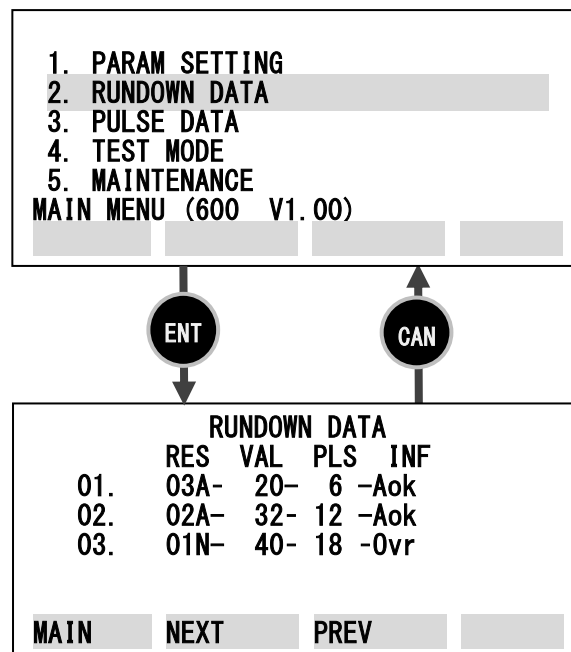 1. PARAM SETTING
2. RUNDOWN DATA
3. PULSE DATA
4. TEST MODE
5. MAINTENANCE
MAIN MENU (600 V1.00)
ENT CAN
RUNDOWN DATA
RES VAL PLS INF
01. 03A- 20- 6 -Aok
02. 02A- 32- 12 -Aok
03. 01N- 40- 18 -Ovr
MAIN NEXT PREV